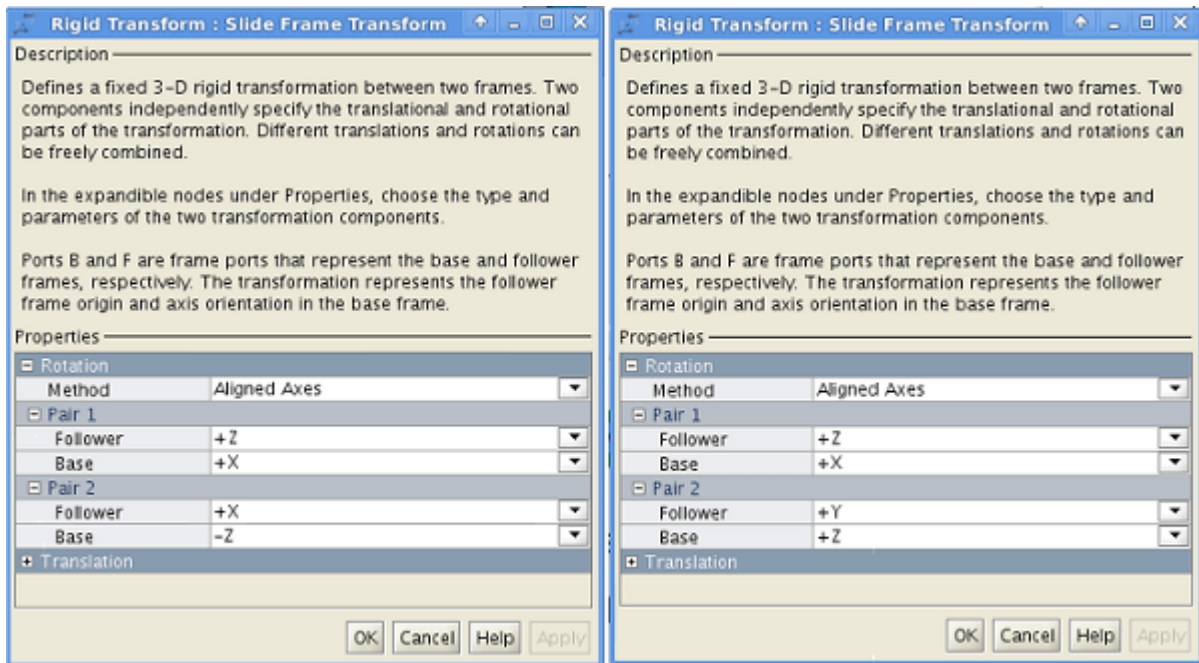 Rigid Transform : Slide Frame Transform
Description
Defines a fixed 3-D rigid transformation between two frames. Two
components independently specify the translational and rotational
parts of the transformation. Different translations and rotations can
be freely combined.
In the expandible nodes under Properties, choose the type and
parameters of the two transformation components.
Ports B and F are frame ports that represent the base and follower
frames, respectively. The transformation represents the follower
frame origin and axis orientation in the base frame.
Properties
Rotation
Method Aligned Axes
Pair 1
Follower +Z
Base +X
Pair 2
Follower +X
Base -Z
Translation
OK Cancel Help Apply
Rigid Transform : Slide Frame Transform
Description
Defines a fixed 3-D rigid transformation between two frames. Two
components independently specify the translational and rotational
parts of the transformation. Different translations and rotations can
be freely combined.
In the expandible nodes under Properties, choose the type and
parameters of the two transformation components.
Ports B and F are frame ports that represent the base and follower
frames, respectively. The transformation represents the follower
frame origin and axis orientation in the base frame.
Properties
Rotation
Method Aligned Axes
Pair 1
Follower +Z
Base +X
Pair 2
Follower +Y
Base +Z
Translation
OK Cancel Help Apply